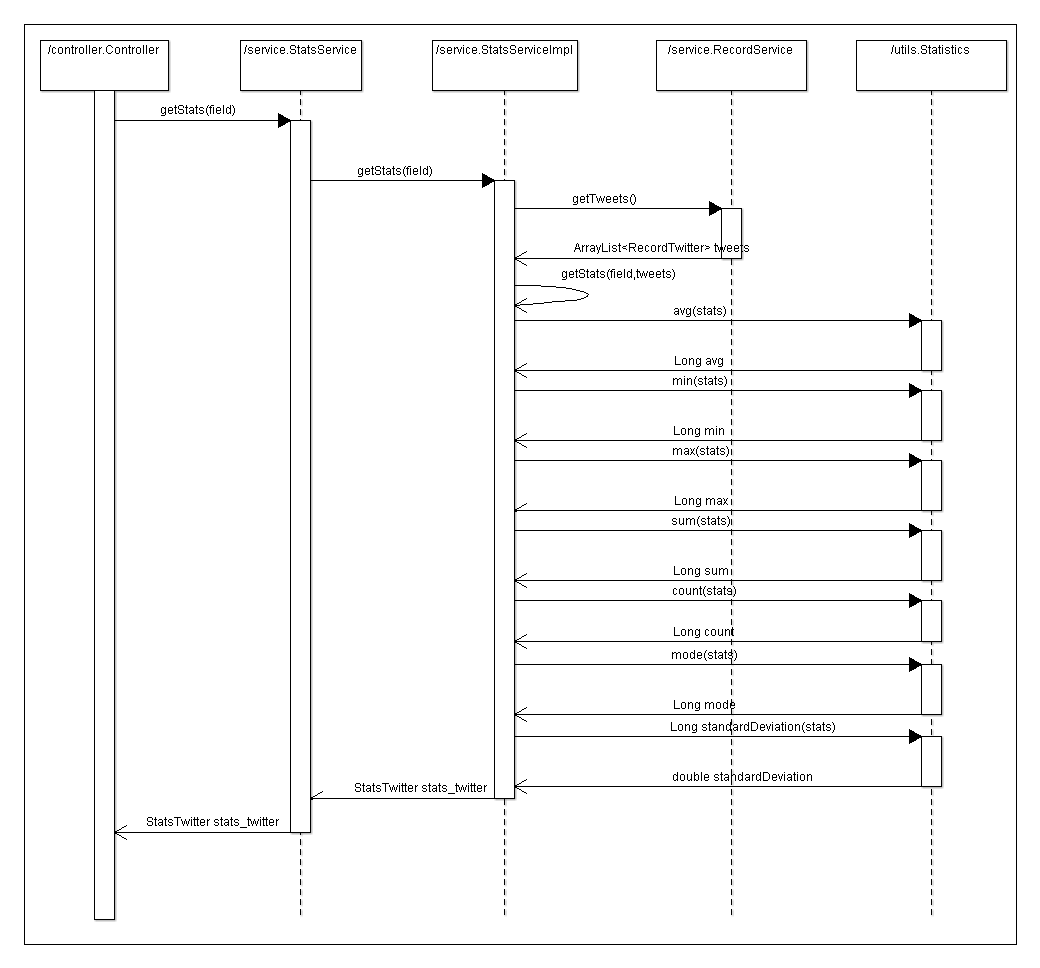 /controller.Controller
/service.StatsService
/service.StatsServiceImpl
/service.RecordService
/utils.Statistics
getStats(field)
getStats(field)
getTweets()
ArrayList<RecordTwitter> tweets
getStats(field,tweets)
avg(stats)
Long avg
min(stats)
Long min
max(stats)
Long max
sum(stats)
Long sum
count(stats)
Long count
mode(stats)
Long mode
Long standardDeviation(stats)
double standardDeviation
StatsTwitter stats_twitter
StatsTwitter stats_twitter